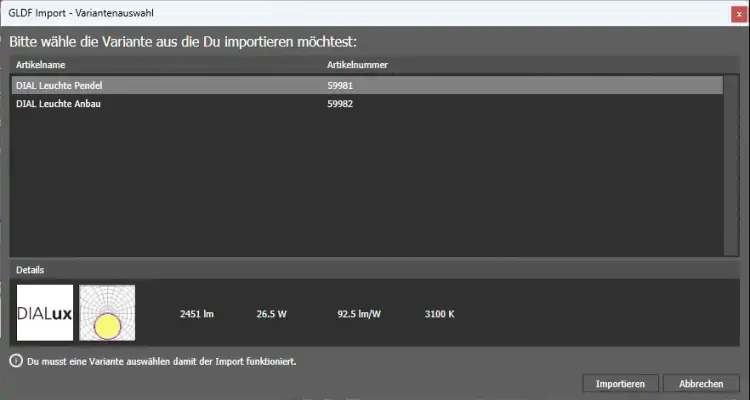 GLDF Import - Variantenauswahl
Bitte wähle die Variante aus die Du importieren möchtest:
Artikelname Artikelnummer
DIAL Leuchte Pendel 59981
DIAL Leuchte Anbau 59982
Details
DIALux 2451 lm 26.5 W 92.5 lm/W 3100 K
Du musst eine Variante auswählen damit der Import funktioniert.
Importieren Abbrechen